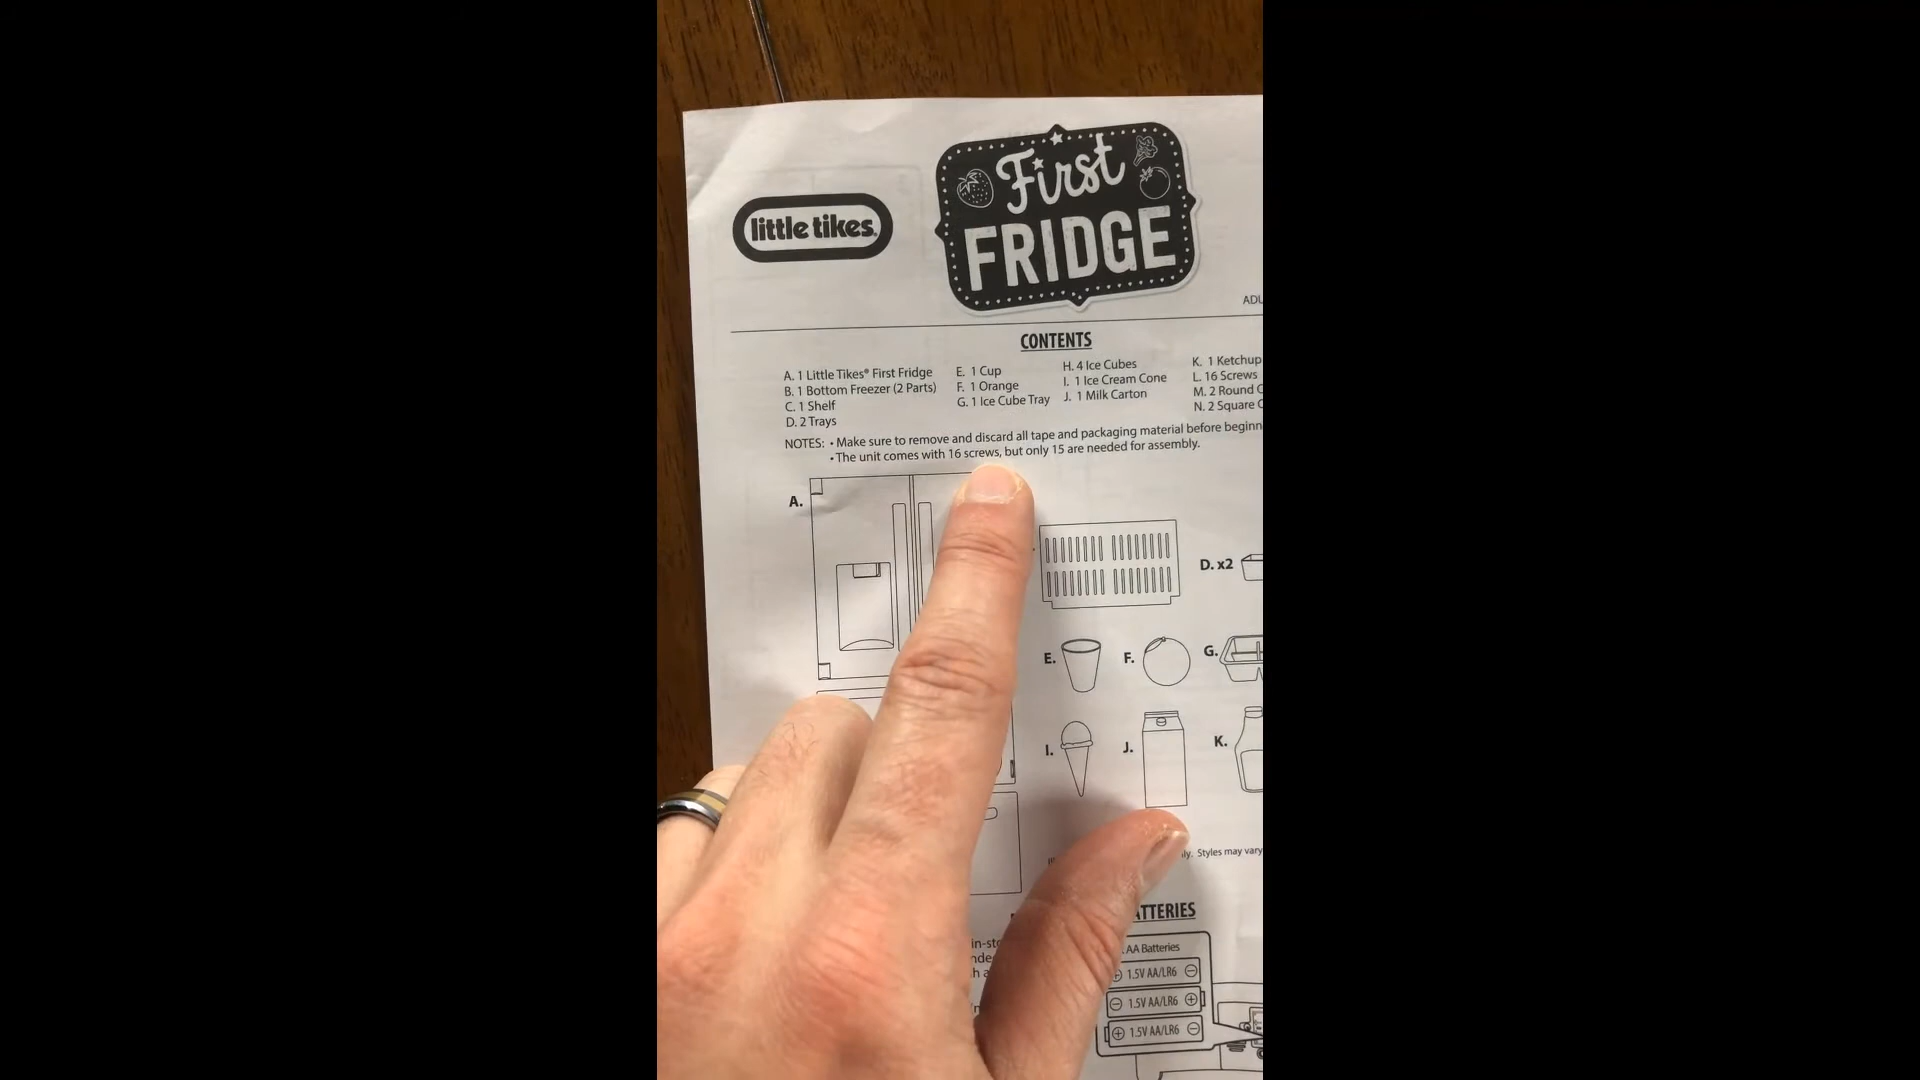 little tikes
First
FRIDGE
CONTENTS
A. 1 Little Tikes® First Fridge
B. 1 Bottom Freezer (2 Parts)
C. 1 Shelf
D. 2 Trays
E. 1 Cup
F. 1 Orange
G. 1 Ice Cube Tray
H. 4 Ice Cubes
I. 1 Ice Cream Cone
J. 1 Milk Carton
K. 1 Ketchup
L. 16 Screws
M. 2 Round
N. 2 Square
NOTES: • Make sure to remove and discard all tape and packaging material before
• The unit comes with 16 screws, but only 15 are needed for assembly.
A.
D. x2
E.
F.
G.
I.
J.
K.
Styles may vary
AA Batteries
1.5V AA/LR6
1.5V AA/LR6
1.5V AA/LR6